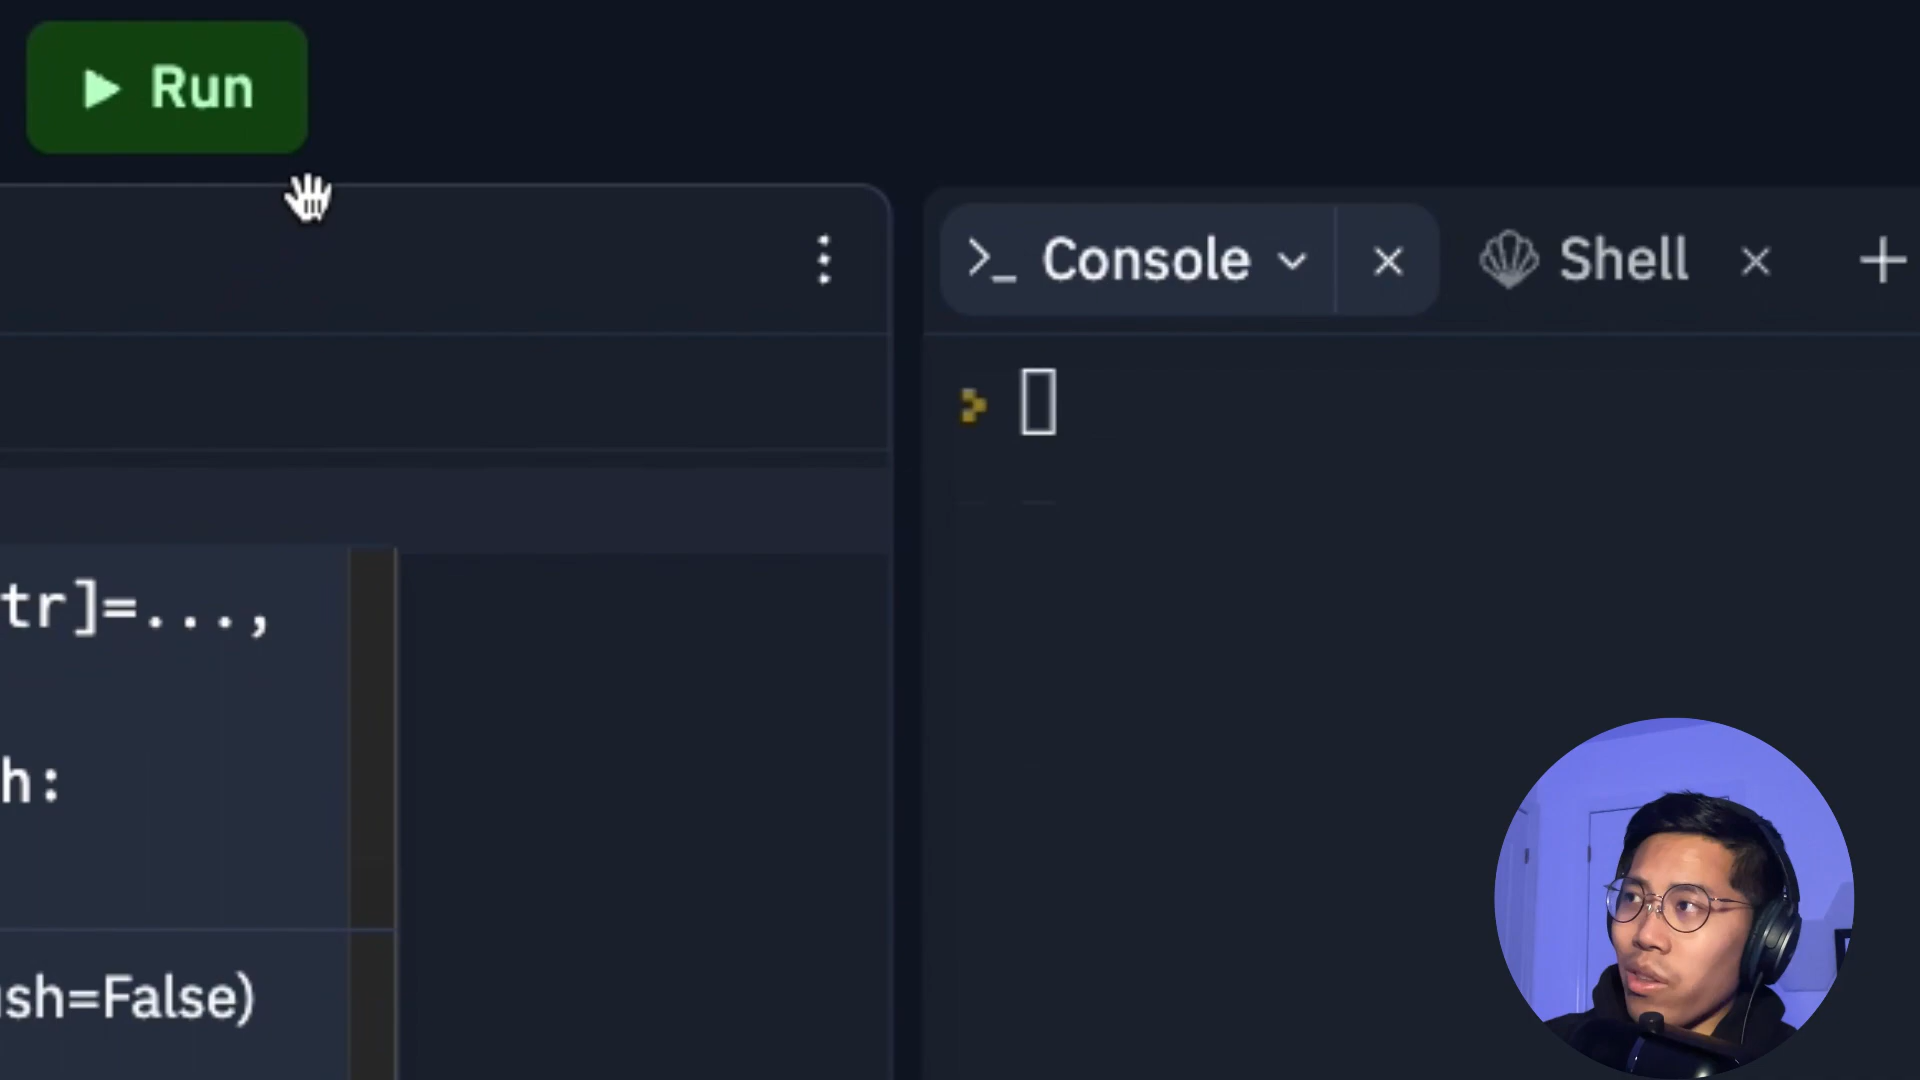 Run
>_ Console
Shell
tr]=...,
h:
sh=False)